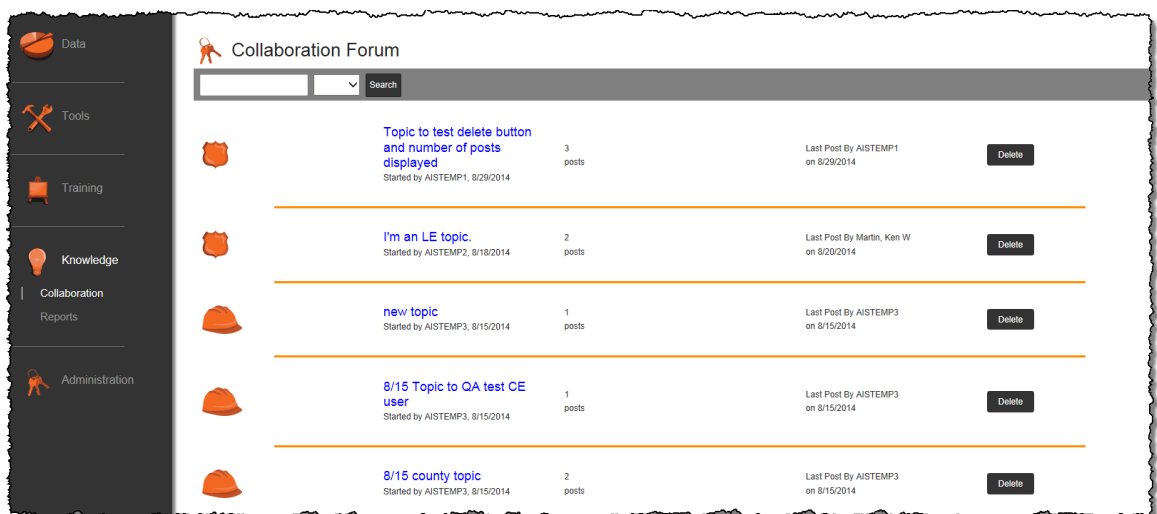 Data
Tools
Training
Knowledge
Collaboration
Reports
Administration
Collaboration Forum
Search
Topic to test delete button
and number of posts
displayed
Started by AISTEMP1, 8/29/2014
3
posts
Last Post By AISTEMP1
on 8/29/2014
Delete
I'm an LE topic.
Started by AISTEMP2, 8/18/2014
2
posts
Last Post By Martin, Ken W
on 8/20/2014
Delete
new topic
Started by AISTEMP3, 8/15/2014
1
posts
Last Post By AISTEMP3
on 8/15/2014
Delete
8/15 Topic to QA test CE
user
Started by AISTEMP3, 8/15/2014
1
posts
Last Post By AISTEMP3
on 8/15/2014
Delete
8/15 county topic
Started by AISTEMP3, 8/15/2014
2
posts
Last Post By AISTEMP3
on 8/15/2014
Delete